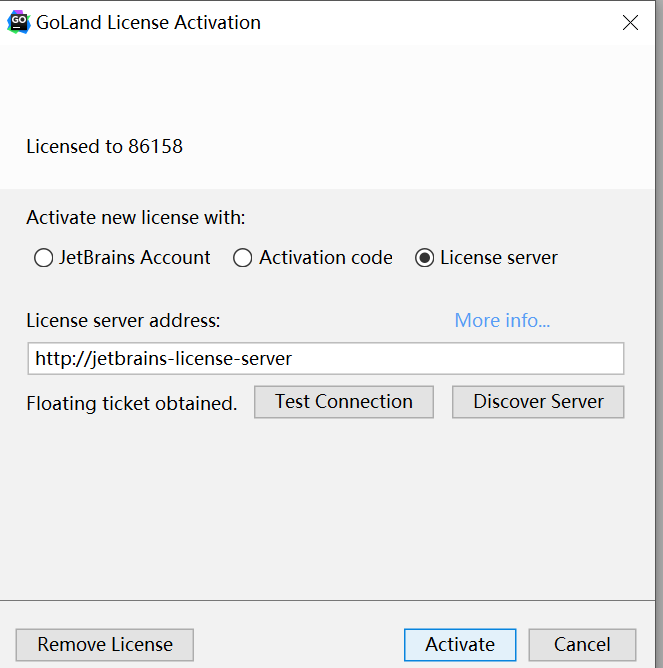 GO GoLand License Activation
Licensed to 86158
Activate new license with:
JetBrains Account Activation code License server
License server address: More info...
http://jetbrains-license-server
Floating ticket obtained. Test Connection Discover Server
Remove License Activate Cancel